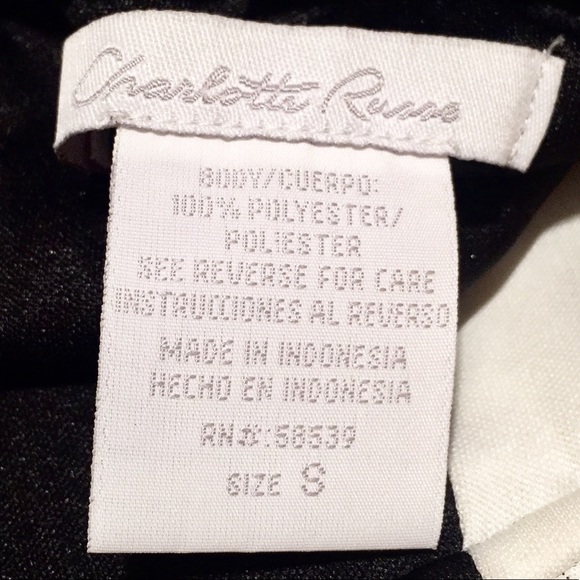 Charlotte Russe
BODY/CUERPO:
100% POLYESTER/
POLIESTER
SEE REVERSE FOR CARE
INSTRUCCIONES AL REVERSO
MADE IN INDONESIA
HECHO EN INDONESIA
RN#:58539
SIZE S